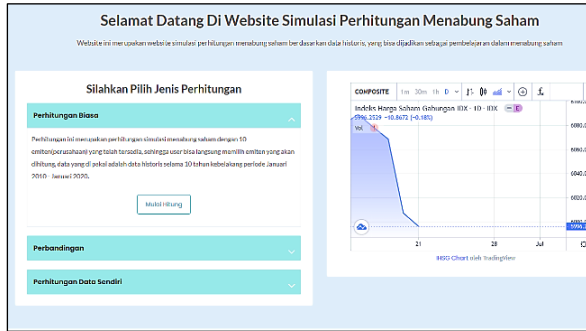 Selamat Datang Di Website Simulasi Perhitungan Menabung Saham
Website ini merupakan website simulasi perhitungan menabung saham berdasarkan data historis, yang bisa dijadikan sebagai pembelajaran dalam menabung saham
Silahkan Pilih Jenis Perhitungan
Perhitungan Biasa
Perhitungan ini merupakan perhitungan simulasi menabung saham dengan 10
emiten(perusahaan) yang telah tersedia, sehingga user bisa langsung memilih emiten yang akan
dihitung, data yang di pakai adalah data historis selama 10 tahun kebelakang periode Januari
2010 - Januari 2020.
Mulai Hitung
Perbandingan
Perhitungan Data Sendiri
COMPOSITE 1m 30m 1h D
Indeks Harga Saham Gabungan IDX · 1D · IDX
5996.2529 −10.8672 (−0.18%)
Vol.
6080.0
6060.0
6040.0
6020.0
5996.2
21 28 Jul
IHSG Chart oleh TradingView